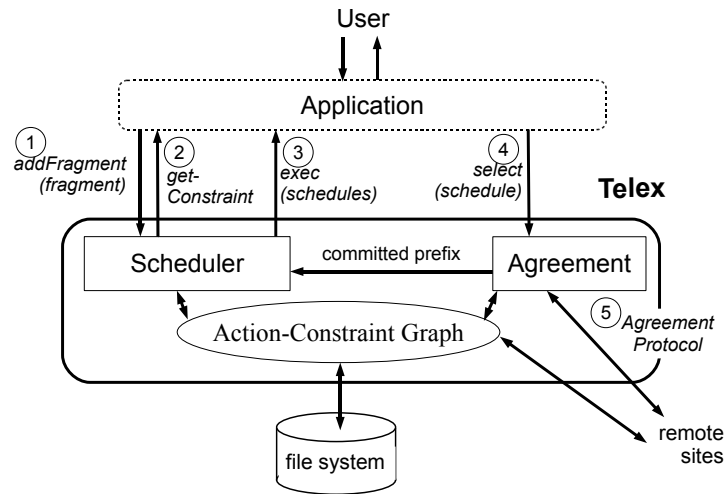 User
Application
1
addFragment
(fragment)
2
get-
Constraint
3
exec
(schedules)
4
select
(schedule)
Telex
Scheduler
committed prefix
Agreement
Action-Constraint Graph
5
Agreement
Protocol
file system
remote
sites